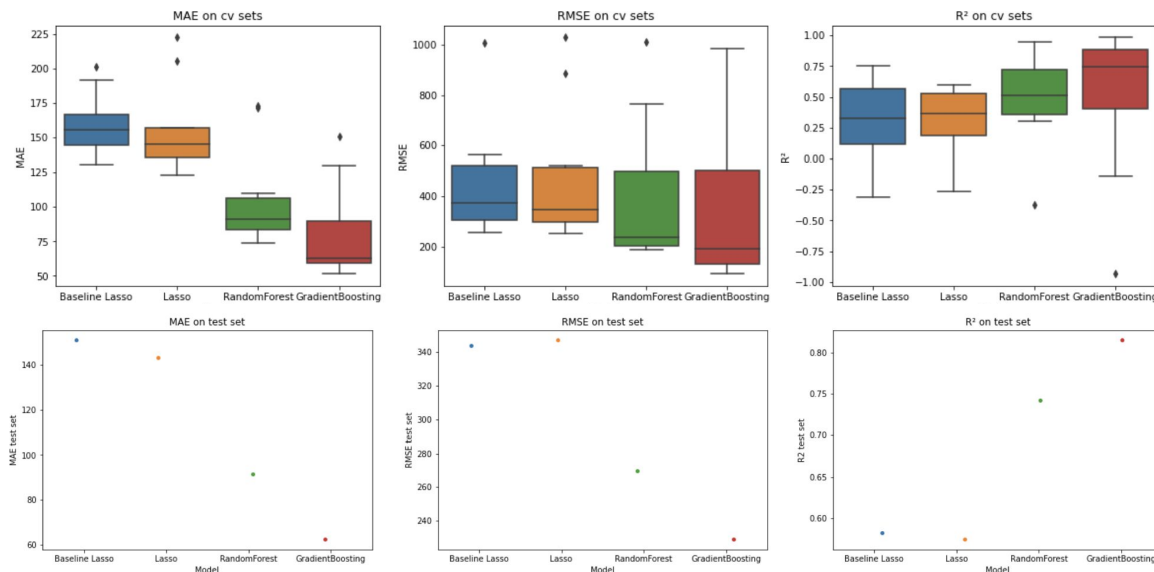 MAE on cv sets
225
200
175
150
125
100
75
50
MAE
Baseline Lasso Lasso RandomForest GradientBoosting
RMSE on cv sets
1000
800
600
400
200
RMSE
Baseline Lasso Lasso RandomForest GradientBoosting
R² on cv sets
1.00
0.75
0.50
0.25
0.00
−0.25
−0.50
−0.75
−1.00
R²
Baseline Lasso Lasso RandomForest GradientBoosting
MAE on test set
140
120
100
80
60
MAE test set
Baseline Lasso Lasso RandomForest GradientBoosting
Model
RMSE on test set
340
320
300
280
260
240
RMSE test set
Baseline Lasso Lasso RandomForest GradientBoosting
Model
R² on test set
0.80
0.75
0.70
0.65
0.60
R2 test set
Baseline Lasso Lasso RandomForest GradientBoosting
Model